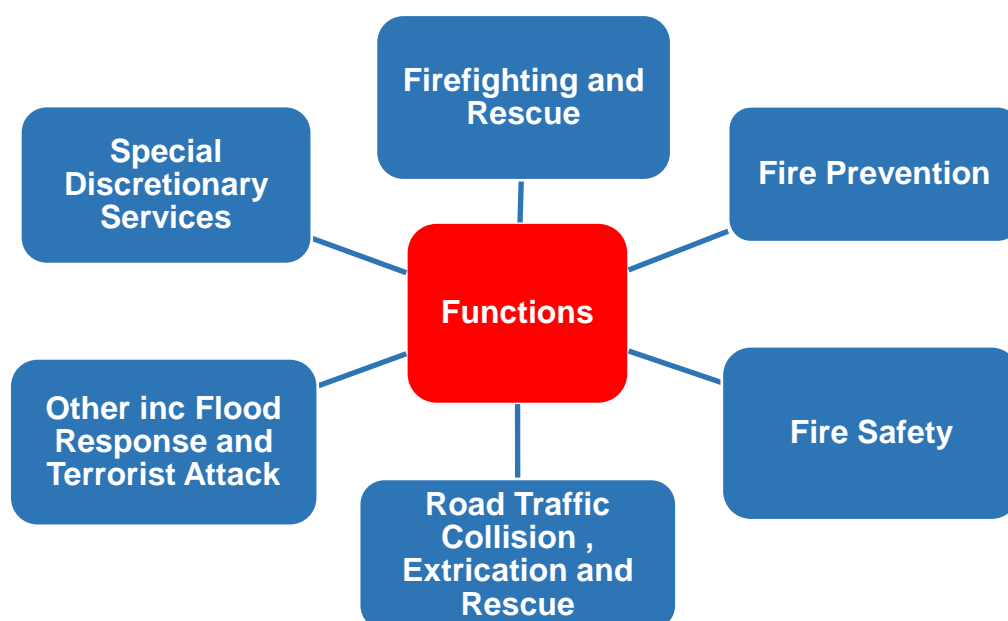 Firefighting and
Rescue
Special
Discretionary
Services
Fire Prevention
Functions
Other inc Flood
Response and
Terrorist Attack
Fire Safety
Road Traffic
Collision ,
Extrication and
Rescue